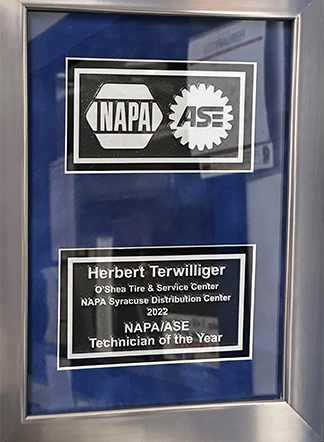 NAPA
ASE
Herbert Terwilliger
O'Shea Tire & Service Center
NAPA Syracuse Distribution Center
2022
NAPA/ASE
Technician of the Year